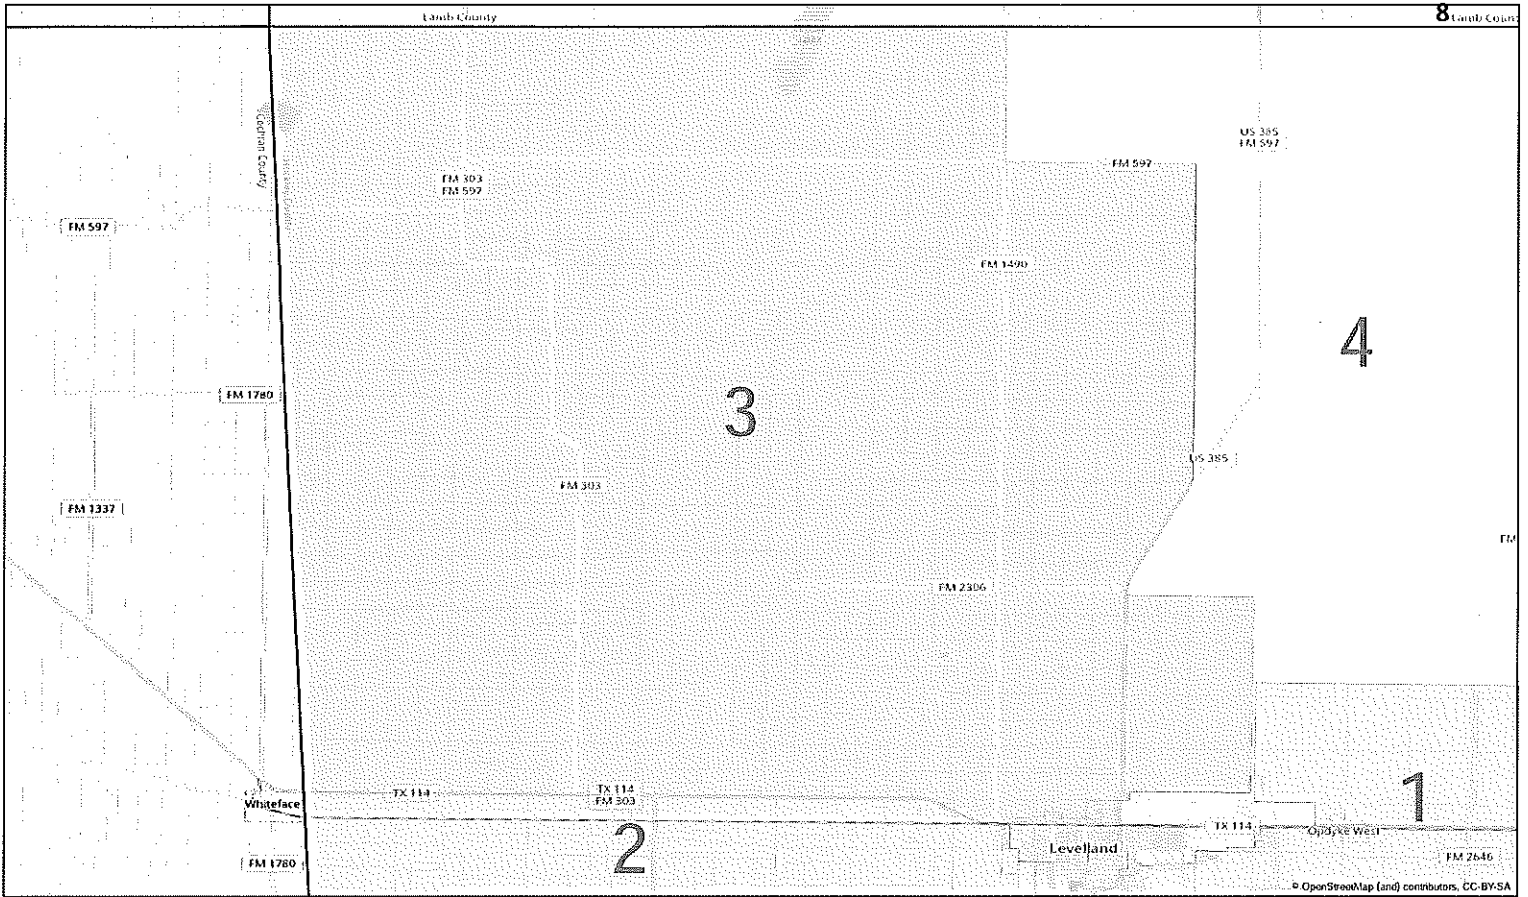 Lamb County
8
Lamb Coun
Cochran County
US 385
FM 597
FM 597
FM 303
FM 597
FM 597
FM 1490
4
FM 1780
3
US 385
FM 303
FM 1337
FM
FM 2306
TX 114
TX 114
FM 303
Whiteface
1
TX 114
Opdyke West
2
Levelland
FM 1780
FM 2646
© OpenStreetMap (and) contributors, CC-BY-SA